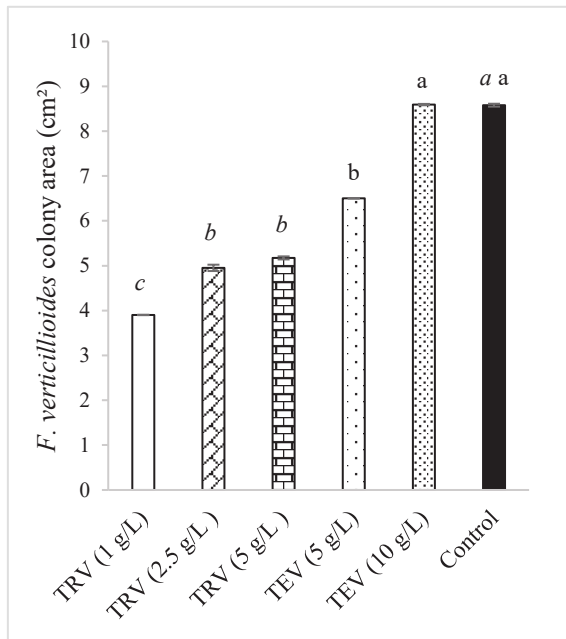 F. verticillioides colony area (cm²)
10
9
8
7
6
5
4
3
2
1
0
c
b
b
b
a
a a
TRV (1 g/L)
TRV (2.5 g/L )
TRV (5 g/L )
TEV (5 g/L)
TEV (10 g/L)
Control